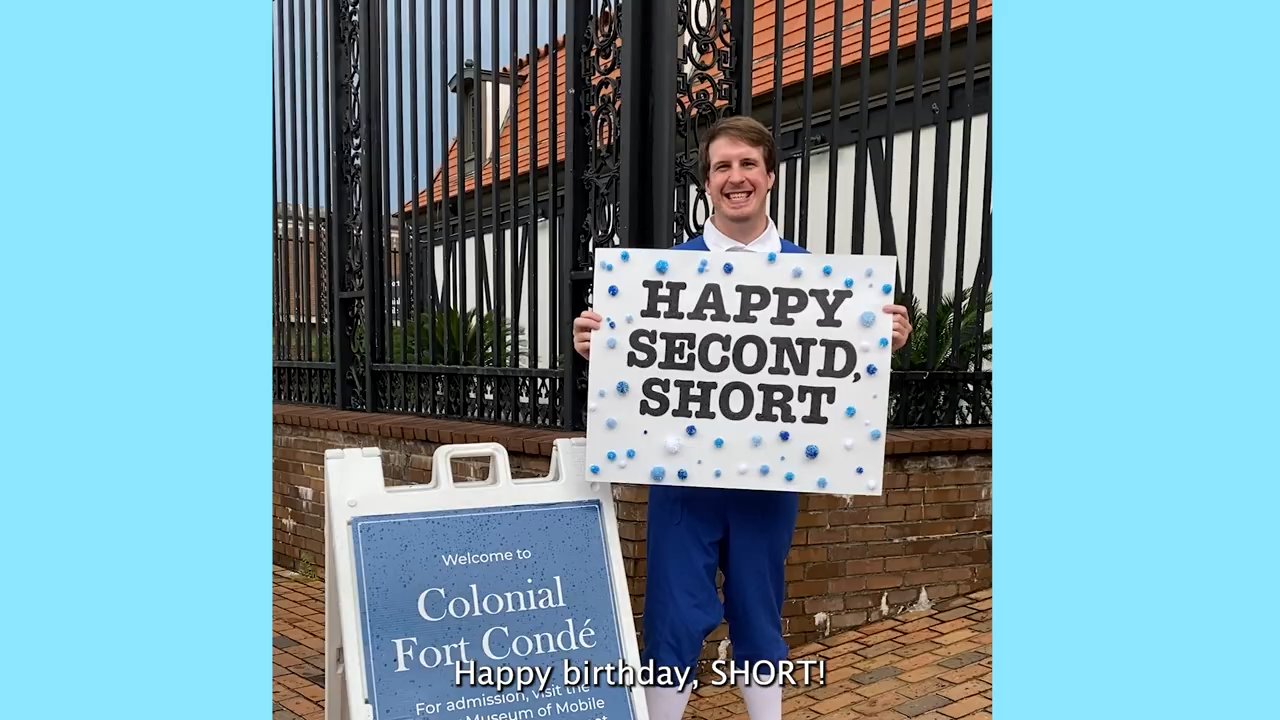 HAPPY
SECOND,
SHORT
Welcome to
Colonial
Fort Condé
Happy birthday, SHORT!
For admission, visit the
Museum of Mobile